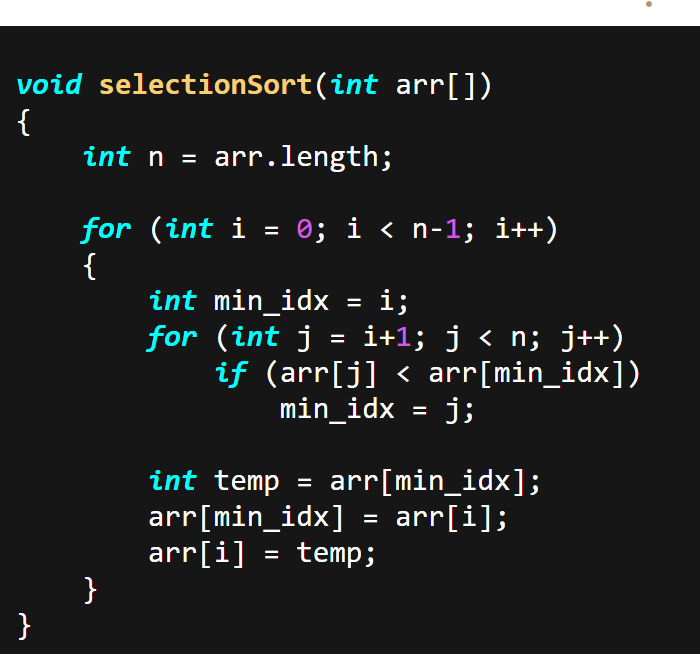 void selectionSort(int arr[])
{
    int n = arr.length;
    for (int i = 0; i < n-1; i++)
    {
        int min_idx = i;
        for (int j = i+1; j < n; j++)
            if (arr[j] < arr[min_idx])
                min_idx = j;
        int temp = arr[min_idx];
        arr[min_idx] = arr[i];
        arr[i] = temp;
    }
}